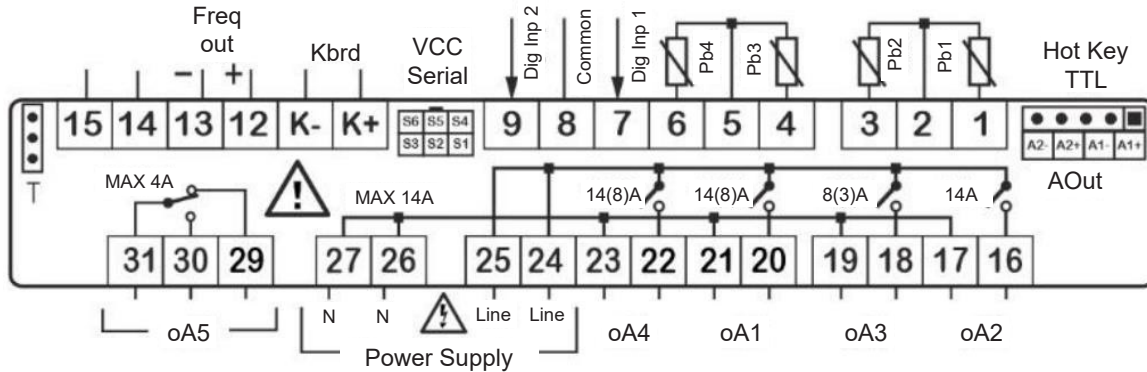 Freq
out
− +
Kbrd
VCC
Serial
Dig Inp 2
Common
Dig Inp 1
Pb4
Pb3
Pb2
Pb1
Hot Key
TTL
15 14 13 12 K- K+
S6 S5 S4
S3 S2 S1
9 8 7 6 5 4
3 2 1
A2- A2+ A1- A1+
AOut
T
MAX 4A
!
MAX 14A
14(8)A
14(8)A
8(3)A
14A
31 30 29
27 26
25 24 23 22 21 20
19 18 17 16
N
N
Line
Line
oA5
Power Supply
oA4
oA1
oA3
oA2